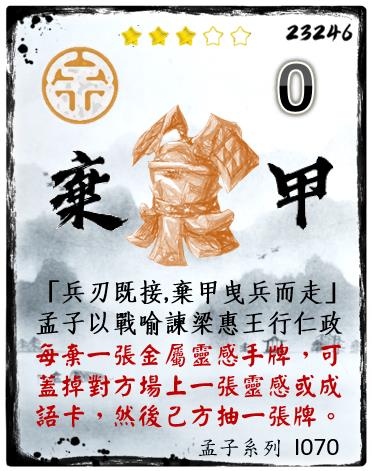 23246
0
棄 甲
「兵刃既接,棄甲曳兵而走」
孟子以戰喻諫梁惠王行仁政
每棄一張金屬靈感手牌，可
蓋掉對方場上一張靈感或成
語卡，然後己方抽一張牌。
孟子系列 I070